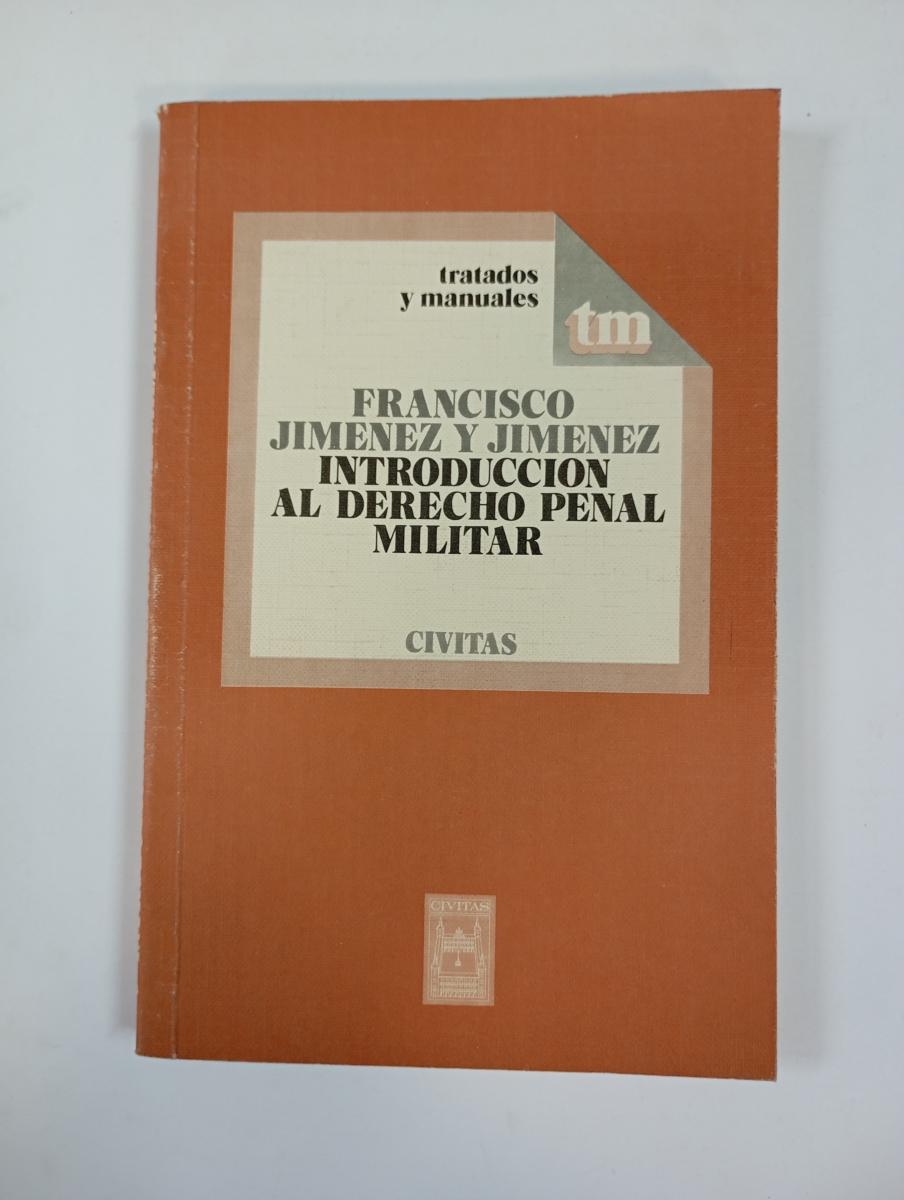 tratados
y manuales
tm
FRANCISCO
JIMENEZ Y JIMENEZ
INTRODUCCION
AL DERECHO PENAL
MILITAR
CIVITAS
CIVITAS